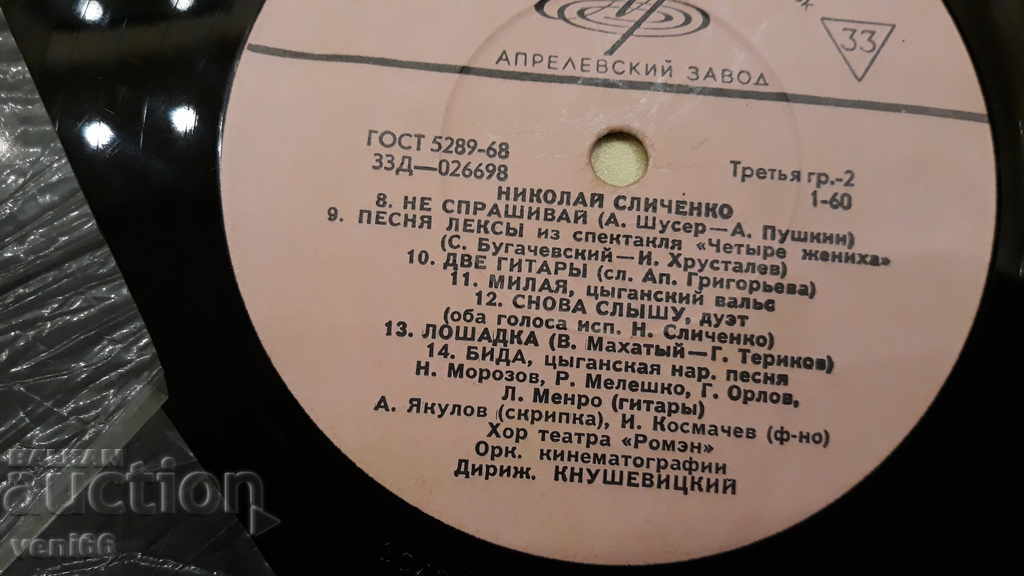 АПРЕЛЕВСКИЙ ЗАВОД
33
ГОСТ 5289-68
33Д—026698
Третья гр.-2
1-60
НИКОЛАЙ СЛИЧЕНКО
8. НЕ СПРАШИВАЙ (А. Шусер—А. Пушкин)
9. ПЕСНЯ ЛЕКСЫ из спектакля «Четыре жениха»
(С. Бугачевский—И. Хрусталев)
10. ДВЕ ГИТАРЫ (сл. Ап. Григорьева)
11. МИЛАЯ, цыганский вальс
12. СНОВА СЛЫШУ, дуэт
(оба голоса исп. Н. Сличенко)
13. ЛОШАДКА (В. Махатый—Г. Териков)
14. БИДА, цыганская нар. песня
Н. Морозов, Р. Мелешко, Г. Орлов,
Л. Менро (гитары)
А. Якулов (скрипка), И. Космачев (ф-но)
Хор театра «Ромэн»
Орк. кинематографии
Дириж. КНУШЕВИЦКИЙ
auction
veni66